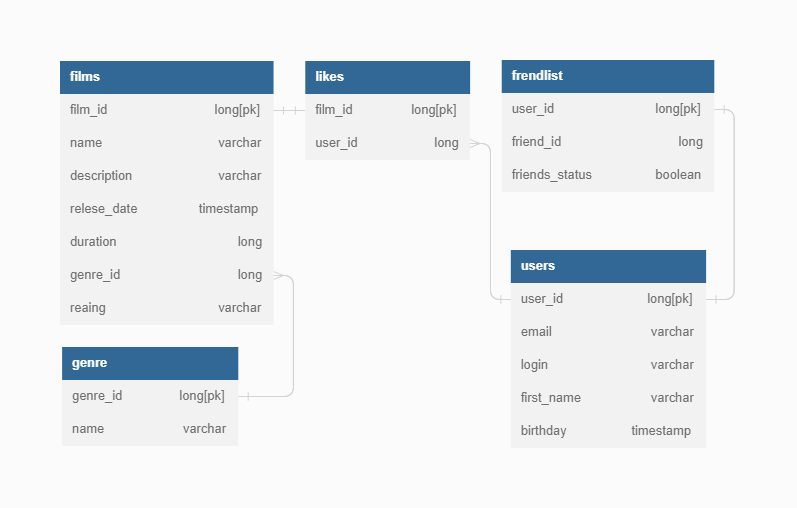 films
film_id long[pk]
name varchar
description varchar
relese_date timestamp
duration long
genre_id long
reaing varchar
likes
film_id long[pk]
user_id long
frendlist
user_id long[pk]
friend_id long
friends_status boolean
genre
genre_id long[pk]
name varchar
users
user_id long[pk]
email varchar
login varchar
first_name varchar
birthday timestamp